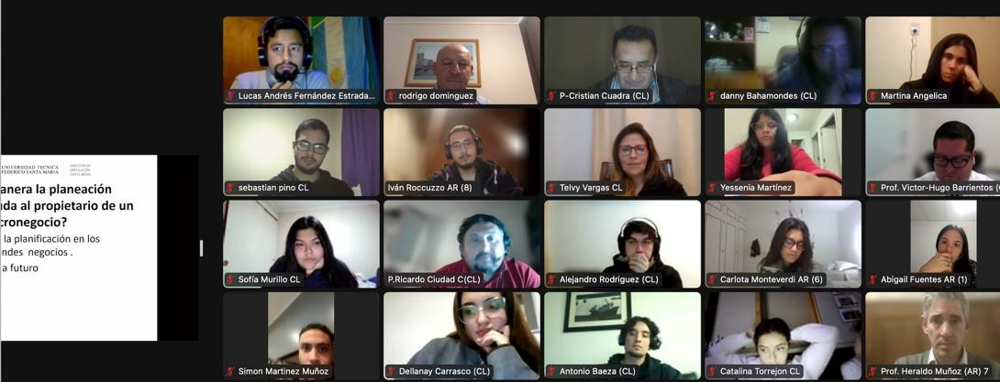 UNIVERSIDAD TECNICA
FEDERICO SANTA MARIA
DIRECCIÓN DE
VINCULACIÓN
CON EL MEDIO
anera la planeación
da al propietario de un
cronegocio?
la planificación en los
ndes negocios .
a futuro
Lucas Andrés Fernández Estrada...
rodrigo dominguez
P-Cristian Cuadra (CL)
danny Bahamondes (CL)
Martina Angelica
sebastian pino CL
Iván Roccuzzo AR (8)
Telvy Vargas CL
Yessenia Martínez
Prof. Victor-Hugo Barrientos (
Sofía Murillo CL
P.Ricardo Ciudad C(CL)
Alejandro Rodriguez (CL)
Carlota Monteverdi AR (6)
Abigail Fuentes AR (1)
Simon Martinez Muñoz
Dellanay Carrasco (CL)
Antonio Baeza (CL)
Catalina Torrejon CL
Prof. Heraldo Muñoz (AR) 7